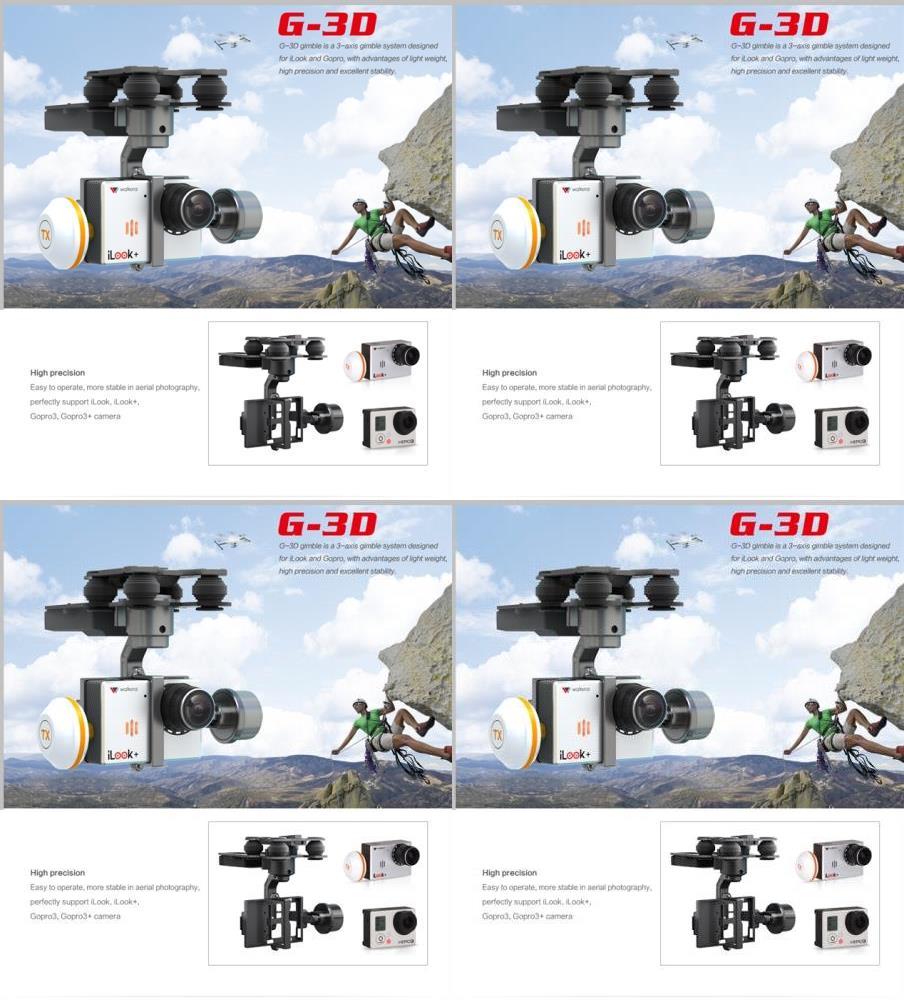 G-3D
G-3D gimble is a 3-axis gimble system designed
for iLook and Gopro, with advantages of light weight,
high precision and excellent stability.
walkera
TX
iLook+
High precision
Easy to operate, more stable in aerial photography,
perfectly support iLook, iLook+,
Gopro3, Gopro3+ camera
iLook+
HERO3
G-3D
G-3D gimble is a 3-axis gimble system designed
for iLook and Gopro, with advantages of light weight,
high precision and excellent stability.
walkera
TX
iLook+
High precision
Easy to operate, more stable in aerial photography,
perfectly support iLook, iLook+,
Gopro3, Gopro3+ camera
iLook+
HERO3
G-3D
G-3D gimble is a 3-axis gimble system designed
for iLook and Gopro, with advantages of light weight,
high precision and excellent stability.
walkera
TX
iLook+
High precision
Easy to operate, more stable in aerial photography,
perfectly support iLook, iLook+,
Gopro3, Gopro3+ camera
iLook+
HERO3
G-3D
G-3D gimble is a 3-axis gimble system designed
for iLook and Gopro, with advantages of light weight,
high precision and excellent stability.
walkera
TX
iLook+
High precision
Easy to operate, more stable in aerial photography,
perfectly support iLook, iLook+,
Gopro3, Gopro3+ camera
iLook+
HERO3